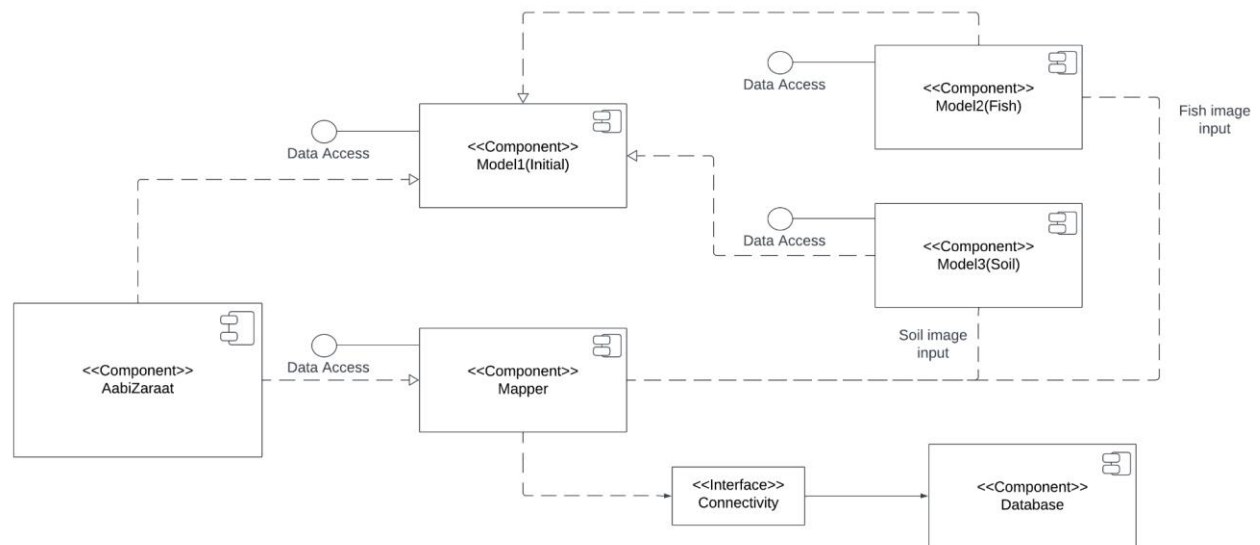 Data Access
<<Component>>
Model2(Fish)
Fish image
input
Data Access
<<Component>>
Model1(Initial)
Data Access
<<Component>>
Model3(Soil)
<<Component>>
AabiZaraat
Data Access
<<Component>>
Mapper
Soil image
input
<<Interface>>
Connectivity
<<Component>>
Database